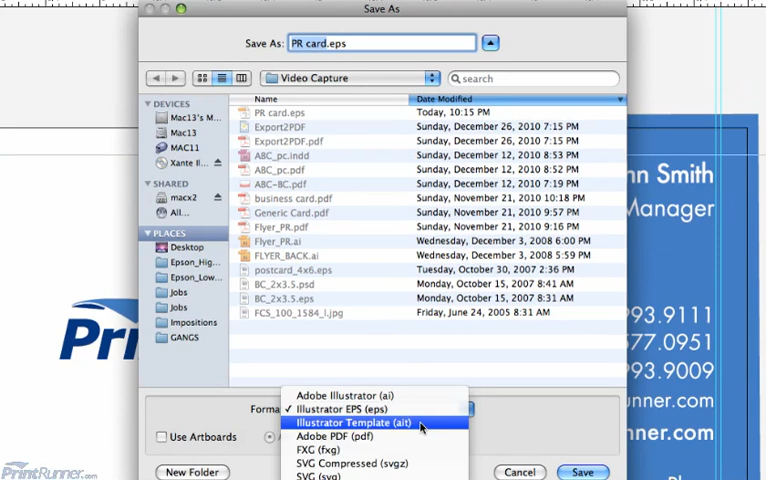 Save As
Save As: PR card.eps
Video Capture
search
DEVICES
Mac13's M...
Mac13
MAC11
Xante Il...
SHARED
macx2
All...
PLACES
Desktop
Epson_Hig...
Epson_Low...
Jobs
Jobs
Impositions
GANGS
Name Date Modified
PR card.eps Today, 10:15 PM
Export2PDF Sunday, December 26, 2010 7:15 PM
Export2PDF.pdf Sunday, December 26, 2010 7:15 PM
ABC_pc.indd Sunday, December 12, 2010 8:53 PM
ABC_pc.pdf Sunday, December 12, 2010 8:52 PM
ABC-BC.pdf Sunday, December 12, 2010 7:19 PM
business card.pdf Sunday, November 21, 2010 10:18 PM
Generic Card.pdf Sunday, November 21, 2010 9:57 PM
Flyer_PR.pdf Sunday, November 21, 2010 9:16 PM
Flyer_PR.ai Wednesday, December 3, 2008 6:00 PM
FLYER_BACK.ai Wednesday, December 3, 2008 5:59 PM
postcard_4x6.eps Tuesday, October 30, 2007 2:36 PM
BC_2x3.5.psd Monday, October 15, 2007 8:41 AM
BC_2x3.5.eps Monday, October 15, 2007 8:31 AM
FCS_100_1584_l.jpg Friday, June 24, 2005 8:31 AM
Forma
Adobe Illustrator (ai)
✓ Illustrator EPS (eps)
Illustrator Template (ait)
Adobe PDF (pdf)
FXG (fxg)
SVG Compressed (svgz)
SVG (svg)
Use Artboards
New Folder
Cancel
Save
nn Smith
Manager
993.9111
577.0951
993.9009
nner.com
Pri
PrintRunner.com